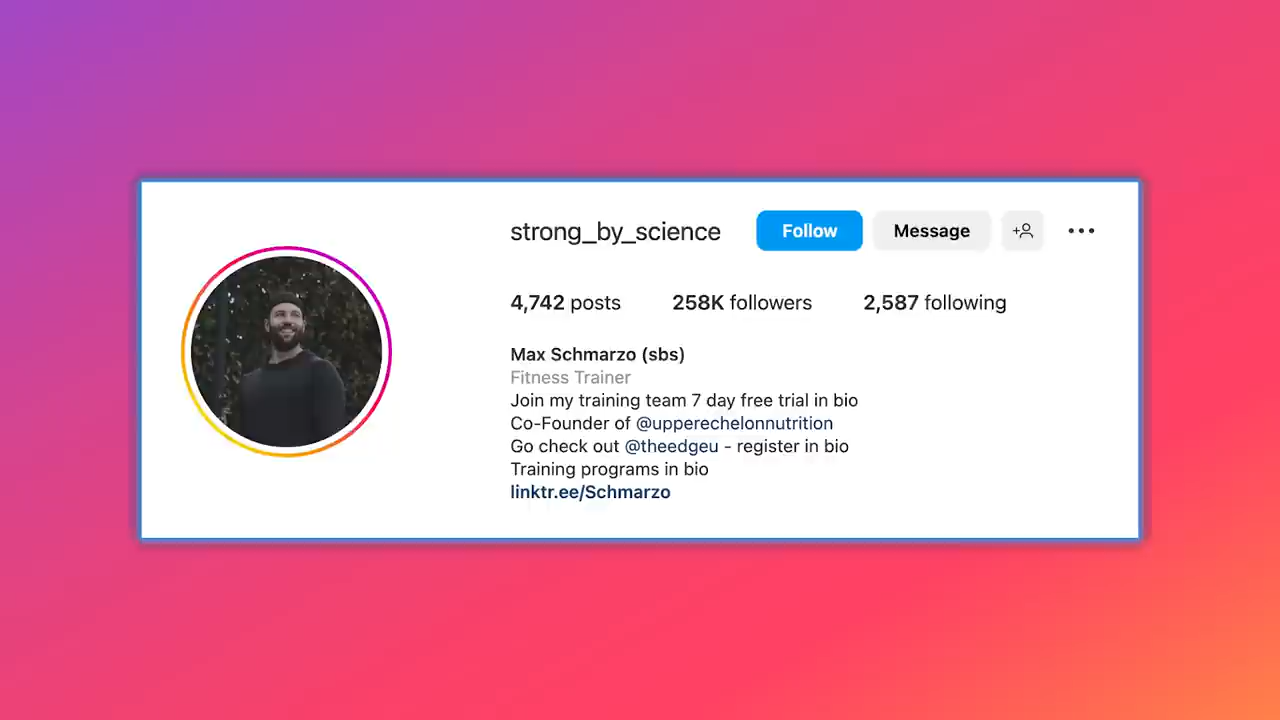 strong_by_science Follow Message
4,742 posts 258K followers 2,587 following
Max Schmarzo (sbs)
Fitness Trainer
Join my training team 7 day free trial in bio
Co-Founder of @upperechelonnutrition
Go check out @theedgeu - register in bio
Training programs in bio
linktr.ee/Schmarzo